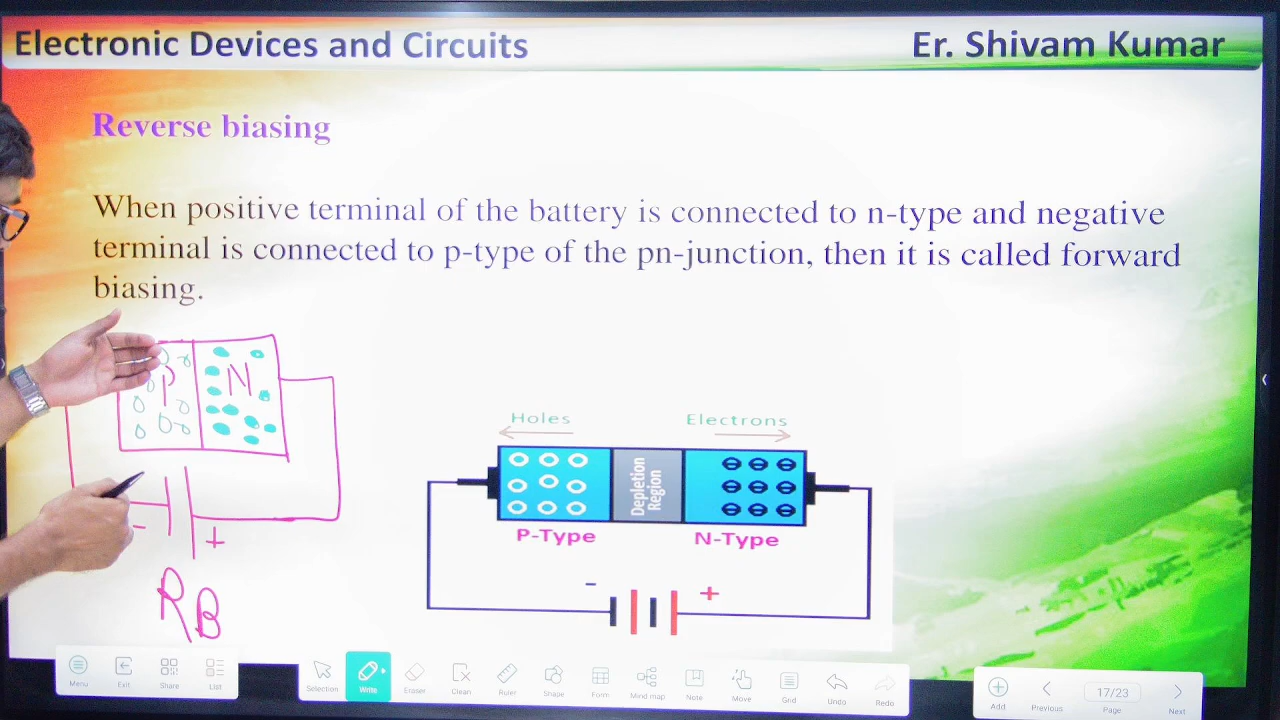 Electronic Devices and Circuits
Er. Shivam Kumar
Reverse biasing
When positive terminal of the battery is connected to n-type and negative
terminal is connected to p-type of the pn-junction, then it is called forward
biasing.
P N
- +
RB
Holes
Electrons
Depletion
Region
P-Type
N-Type
- +
Menu
Exit
Share
List
Selection
Write
Eraser
Clean
Ruler
Shape
Form
Mind map
Note
Move
Grid
Undo
Redo
Add
Previous
17/23
Page
Next